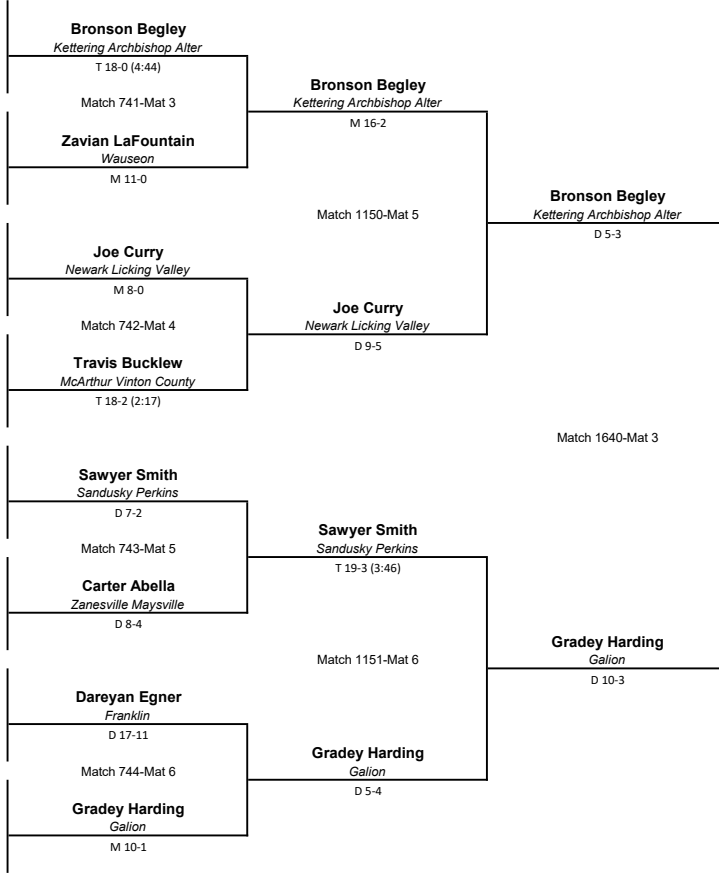 Bronson Begley
Kettering Archbishop Alter
T 18-0 (4:44)
Match 741-Mat 3
Zavian LaFountain
Wauseon
M 11-0
Bronson Begley
Kettering Archbishop Alter
M 16-2
Match 1150-Mat 5
Bronson Begley
Kettering Archbishop Alter
D 5-3
Joe Curry
Newark Licking Valley
M 8-0
Match 742-Mat 4
Travis Bucklew
McArthur Vinton County
T 18-2 (2:17)
Joe Curry
Newark Licking Valley
D 9-5
Match 1640-Mat 3
Sawyer Smith
Sandusky Perkins
D 7-2
Match 743-Mat 5
Carter Abella
Zanesville Maysville
D 8-4
Sawyer Smith
Sandusky Perkins
T 19-3 (3:46)
Match 1151-Mat 6
Gradey Harding
Galion
D 10-3
Dareyan Egner
Franklin
D 17-11
Match 744-Mat 6
Gradey Harding
Galion
M 10-1
Gradey Harding
Galion
D 5-4